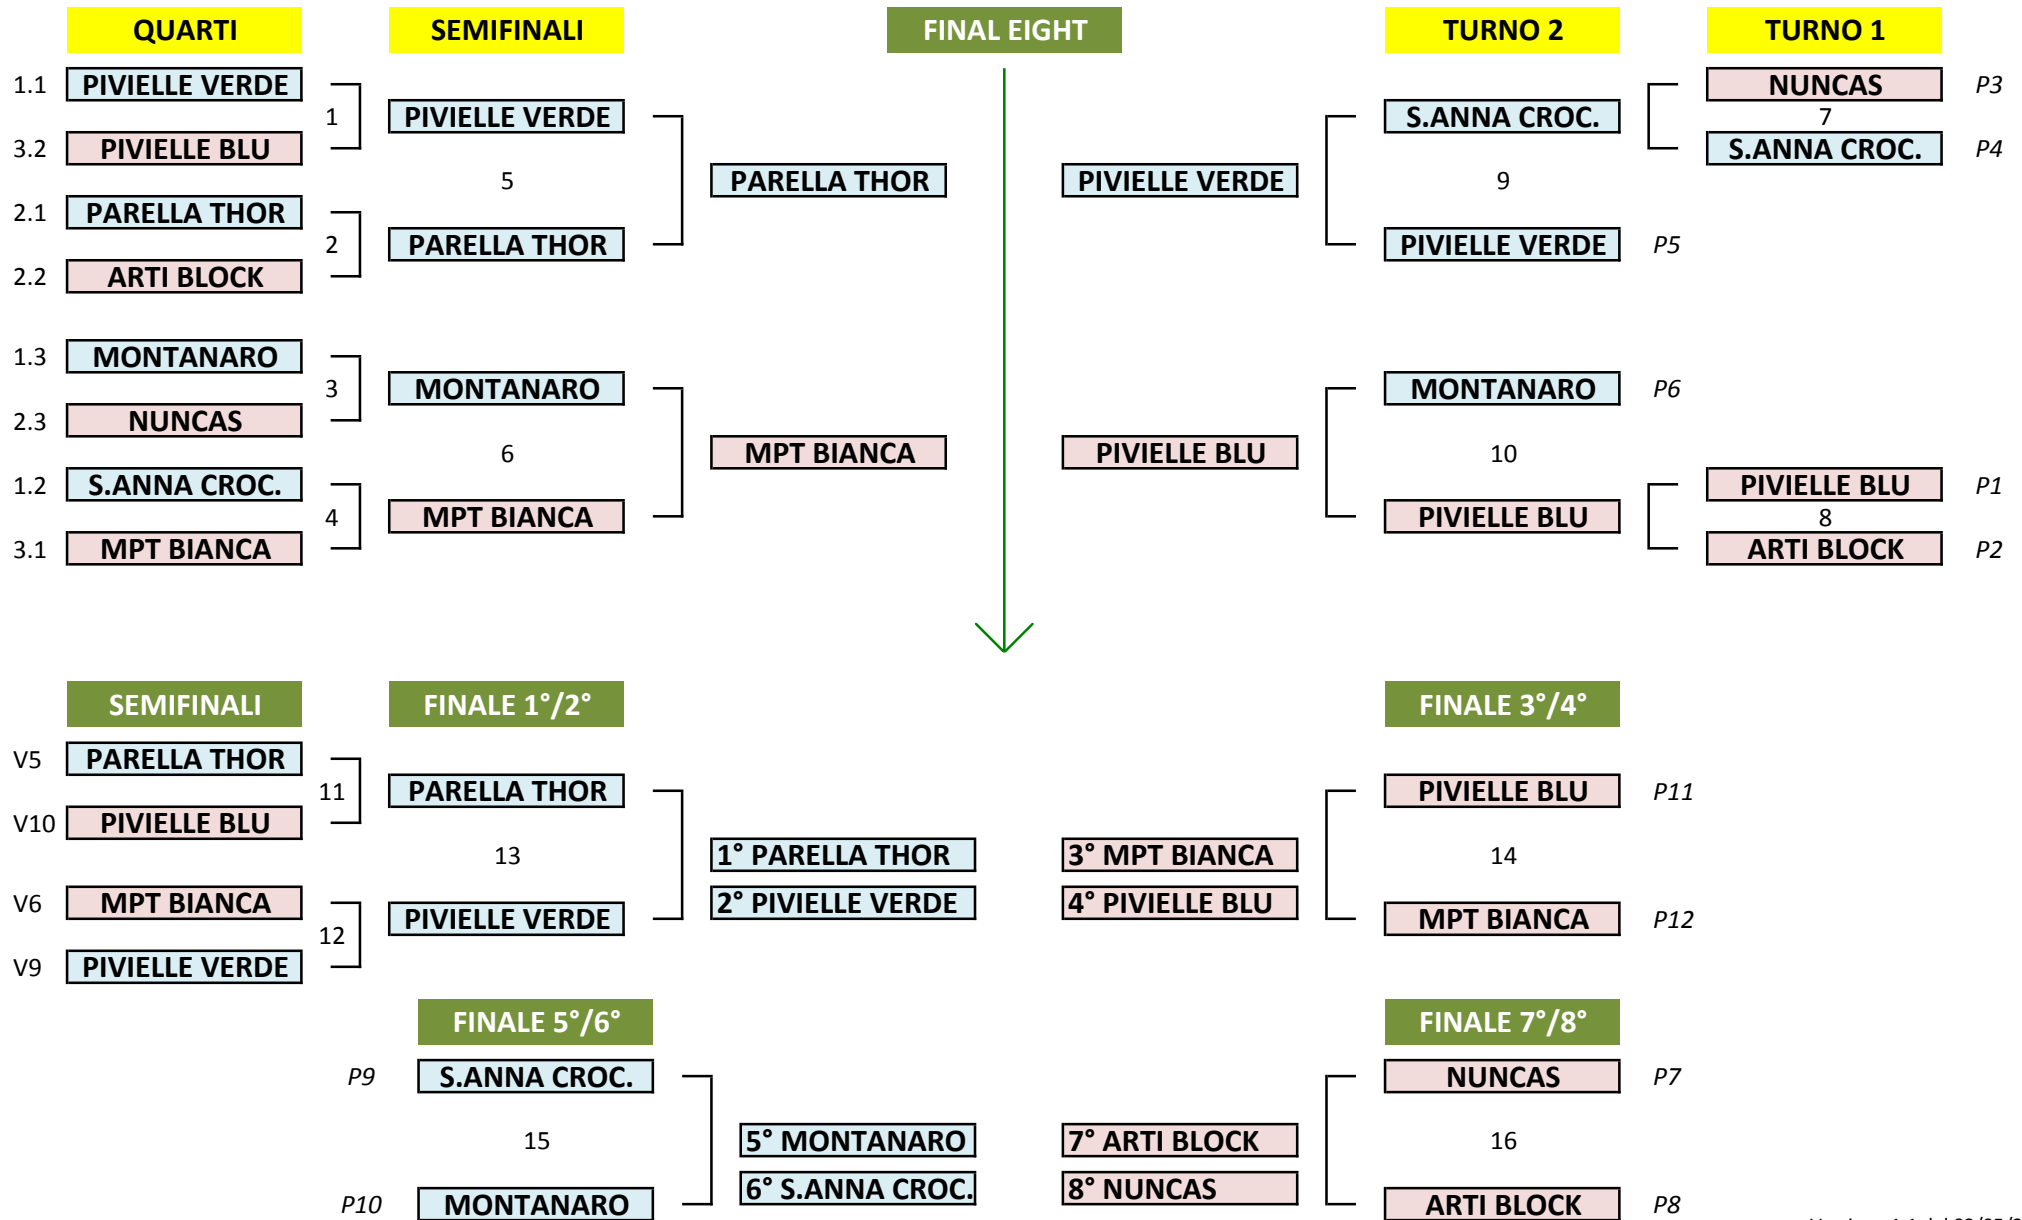 QUARTI SEMIFINALI FINAL EIGHT TURNO 2 TURNO 1
1.1 PIVIELLE VERDE NUNCAS P3
1 PIVIELLE VERDE S.ANNA CROC. 7
3.2 PIVIELLE BLU S.ANNA CROC. P4
5 PARELLA THOR PIVIELLE VERDE 9
2.1 PARELLA THOR
2 PARELLA THOR PIVIELLE VERDE P5
2.2 ARTI BLOCK
1.3 MONTANARO
3 MONTANARO MONTANARO P6
2.3 NUNCAS
6 MPT BIANCA PIVIELLE BLU 10
1.2 S.ANNA CROC. PIVIELLE BLU P1
4 MPT BIANCA PIVIELLE BLU 8
3.1 MPT BIANCA ARTI BLOCK P2
SEMIFINALI FINALE 1°/2° FINALE 3°/4°
V5 PARELLA THOR
11 PARELLA THOR PIVIELLE BLU P11
V10 PIVIELLE BLU
13 1° PARELLA THOR 3° MPT BIANCA 14
V6 MPT BIANCA 2° PIVIELLE VERDE 4° PIVIELLE BLU
12 PIVIELLE VERDE MPT BIANCA P12
V9 PIVIELLE VERDE
FINALE 5°/6° FINALE 7°/8°
P9 S.ANNA CROC. NUNCAS P7
15 5° MONTANARO 7° ARTI BLOCK 16
6° S.ANNA CROC. 8° NUNCAS
P10 MONTANARO ARTI BLOCK P8